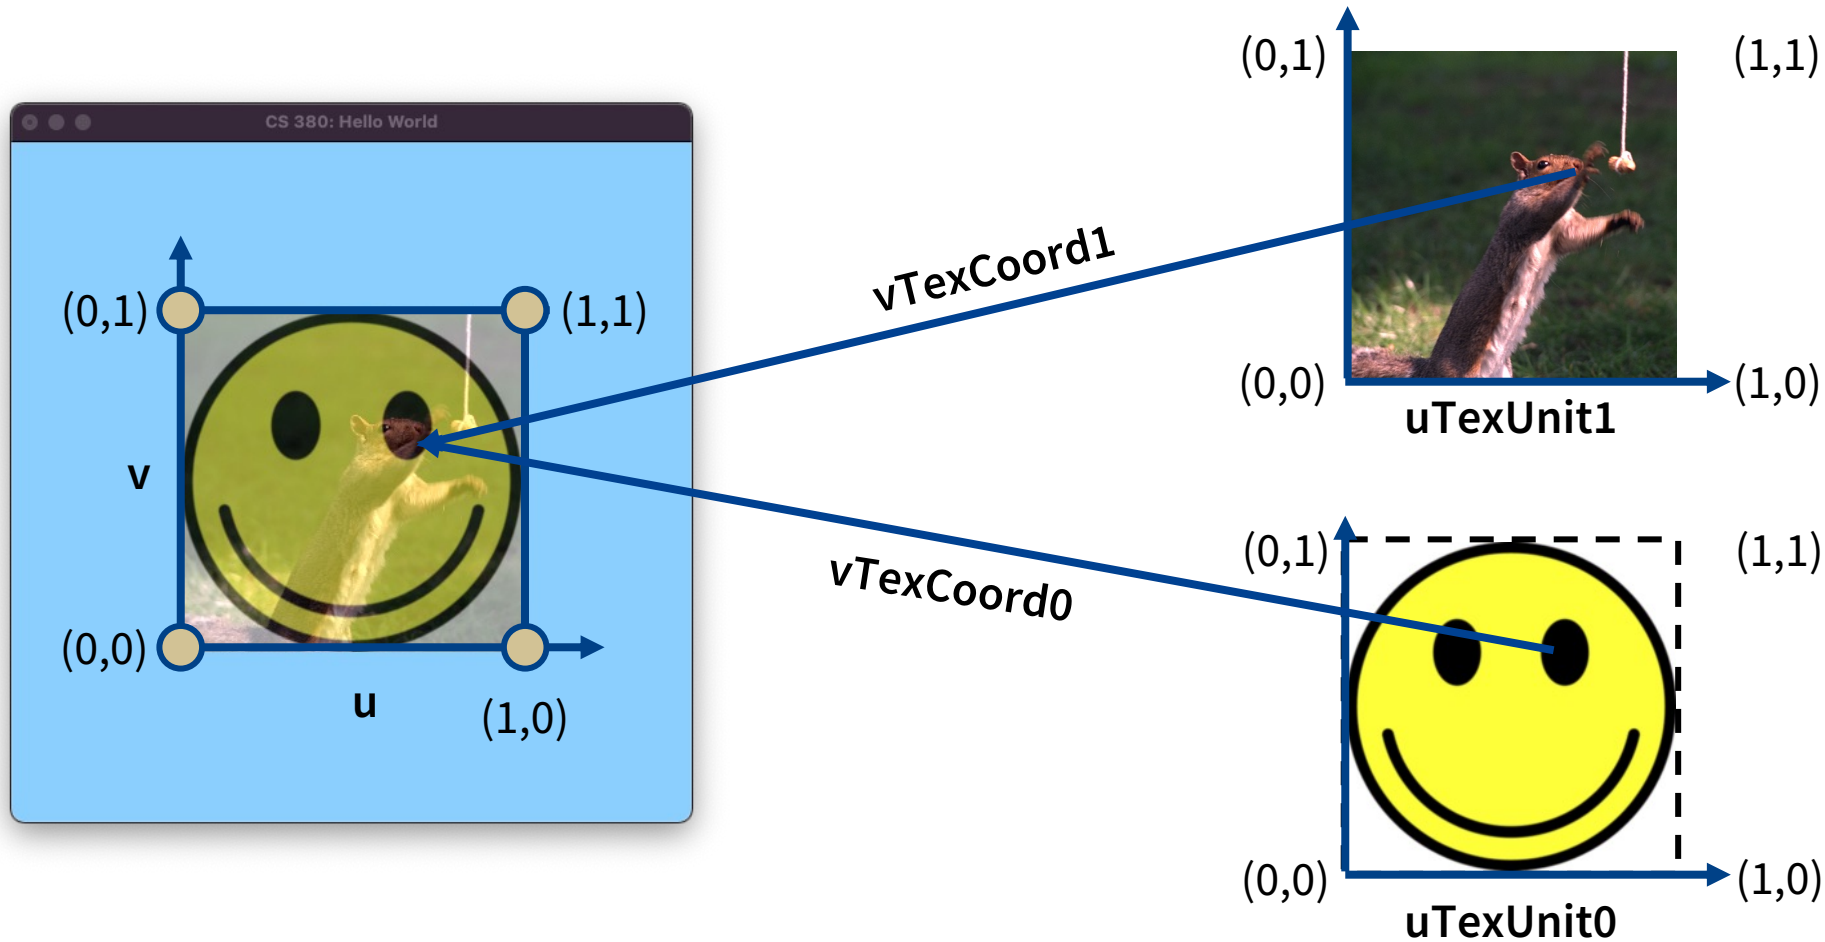 CS 380: Hello World
(0,1)
(1,1)
v
(0,0)
u
(1,0)
vTexCoord1
vTexCoord0
(0,1)
(1,1)
(0,0)
(1,0)
uTexUnit1
(0,1)
(1,1)
(0,0)
(1,0)
uTexUnit0